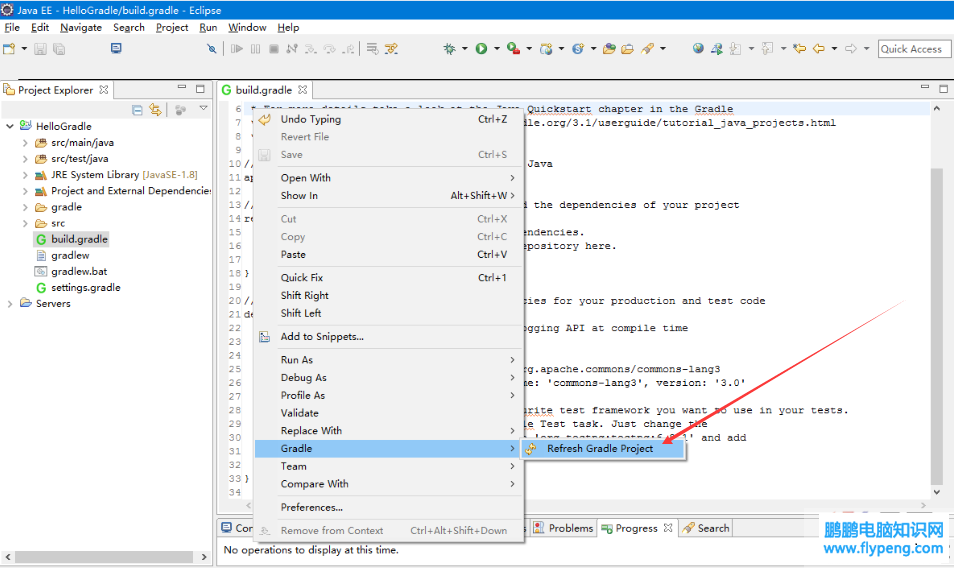 Java EE - HelloGradle/build.gradle - Eclipse
File Edit Navigate Search Project Run Window Help
Quick Access
Project Explorer
HelloGradle
src/main/java
src/test/java
JRE System Library [JavaSE-1.8]
Project and External Dependencies
gradle
src
build.gradle
gradlew
gradlew.bat
settings.gradle
Servers
build.gradle
6 * For more details take a look at the Java Quickstart chapter in the Gradle
7 dle.org/3.1/userguide/tutorial_java_projects.html
8
9
10 // Java
11 ap
12
13 // d the dependencies of your project
14 re
15 endencies.
16 epository here.
17
18 }
19
20 // cies for your production and test code
21 de
22 ogging API at compile time
23
24
25 rg.apache.commons/commons-lang3
26 me: 'commons-lang3', version: '3.0'
27
28 urite test framework you want to use in your tests.
29 le Test task. Just change the
30 and add
31
32
33 }
34
Undo Typing Ctrl+Z
Revert File
Save Ctrl+S
Open With
Show In Alt+Shift+W
Cut Ctrl+X
Copy Ctrl+C
Paste Ctrl+V
Quick Fix Ctrl+1
Shift Right
Shift Left
Add to Snippets...
Run As
Debug As
Profile As
Validate
Replace With
Gradle
Team
Compare With
Preferences...
Remove from Context Ctrl+Alt+Shift+Down
Refresh Gradle Project
Con s Problems Progress Search
No operations to display at this time.
鹏鹏电脑知识网
www.flypeng.com